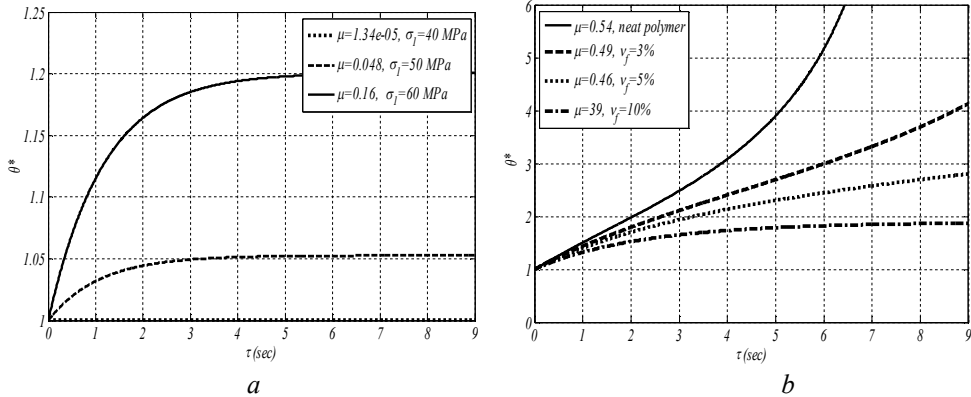 1.25
1.2
1.15
1.1
1.05
1
θ*
0 1 2 3 4 5 6 7 8 9
τ(sec)
μ=1.34e-05, σ₁=40 MPa
μ=0.048, σ₁=50 MPa
μ=0.16, σ₁=60 MPa
a
6
5
4
3
2
1
0
θ*
0 1 2 3 4 5 6 7 8 9
τ(sec)
μ=0.54, neat polymer
μ=0.49, ν_f=3%
μ=0.46, ν_f=5%
μ=39, ν_f=10%
b